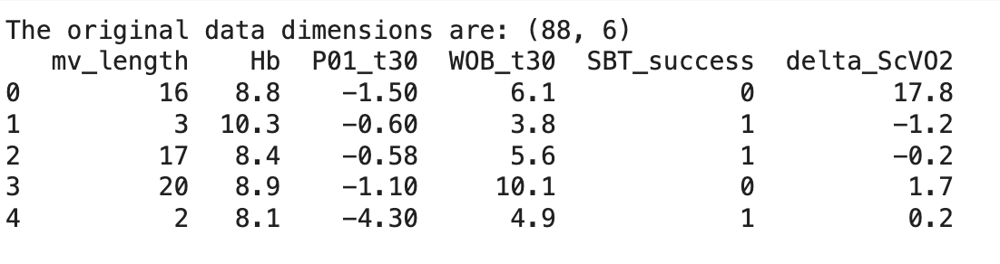 The original data dimensions are: (88, 6)
   mv_length    Hb  P01_t30  WOB_t30  SBT_success  delta_ScVO2
0         16   8.8    -1.50      6.1            0         17.8
1          3  10.3    -0.60      3.8            1         -1.2
2         17   8.4    -0.58      5.6            1         -0.2
3         20   8.9    -1.10     10.1            0          1.7
4          2   8.1    -4.30      4.9            1          0.2